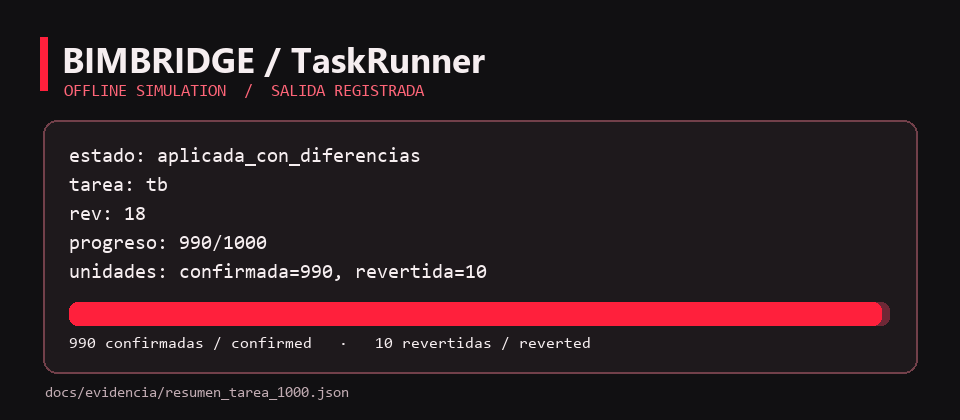 BIMBRIDGE / TaskRunner
OFFLINE SIMULATION / SALIDA REGISTRADA
estado: aplicada_con_diferencias
tarea: tb
rev: 18
progreso: 990/1000
unidades: confirmada=990, revertida=10
990 confirmadas / confirmed · 10 revertidas / reverted
docs/evidencia/resumen_tarea_1000.json